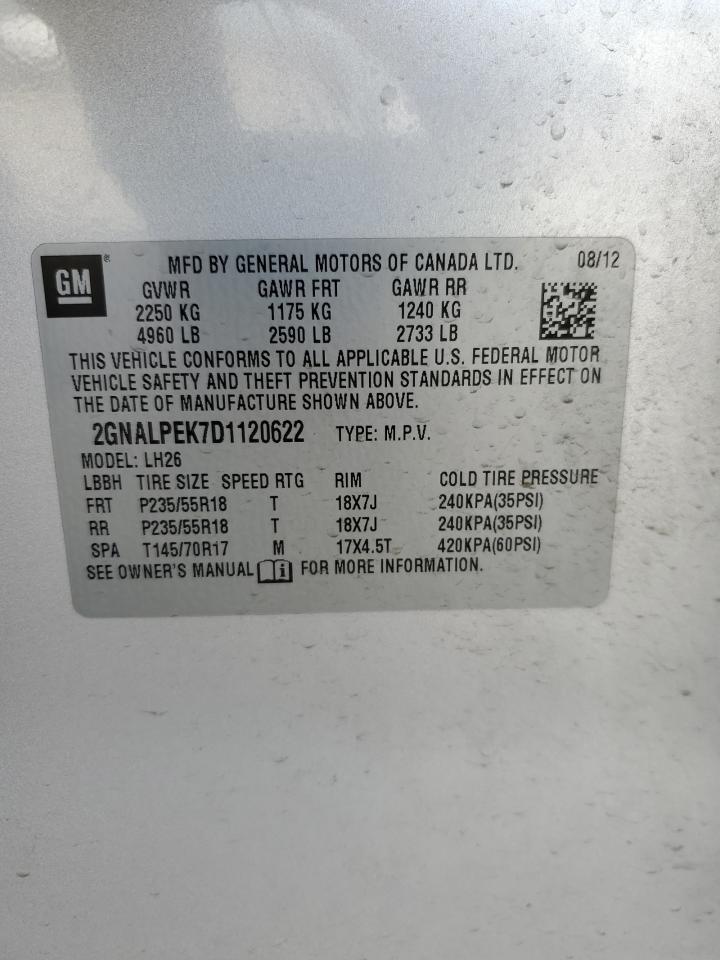 GM ® MFD BY GENERAL MOTORS OF CANADA LTD. 08/12
GVWR GAWR FRT GAWR RR
2250 KG 1175 KG 1240 KG
4960 LB 2590 LB 2733 LB
THIS VEHICLE CONFORMS TO ALL APPLICABLE U.S. FEDERAL MOTOR
VEHICLE SAFETY AND THEFT PREVENTION STANDARDS IN EFFECT ON
THE DATE OF MANUFACTURE SHOWN ABOVE.
2GNALPEK7D1120622 TYPE: M.P.V.
MODEL: LH26
LBBH TIRE SIZE SPEED RTG RIM COLD TIRE PRESSURE
FRT P235/55R18 T 18X7J 240KPA(35PSI)
RR P235/55R18 T 18X7J 240KPA(35PSI)
SPA T145/70R17 M 17X4.5T 420KPA(60PSI)
SEE OWNER'S MANUAL i FOR MORE INFORMATION.